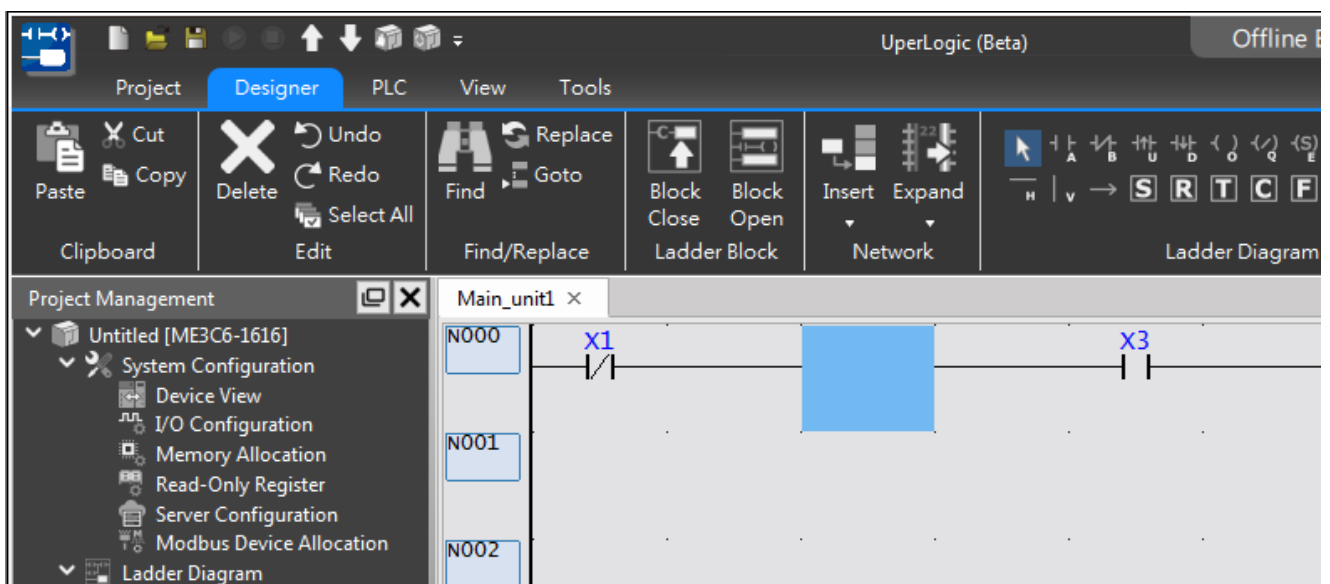 UperLogic (Beta)
Offline E
Project Designer PLC View Tools
Paste Cut Copy
Clipboard
Delete Undo Redo Select All
Edit
Find Replace Goto
Find/Replace
Block Close Block Open
Ladder Block
Insert Expand
Network
A B U D O Q (S) E
H V S R T C F
Ladder Diagram
Project Management
Untitled [ME3C6-1616]
System Configuration
Device View
I/O Configuration
Memory Allocation
Read-Only Register
Server Configuration
Modbus Device Allocation
Ladder Diagram
Main_unit1
N000 X1 X3
N001
N002